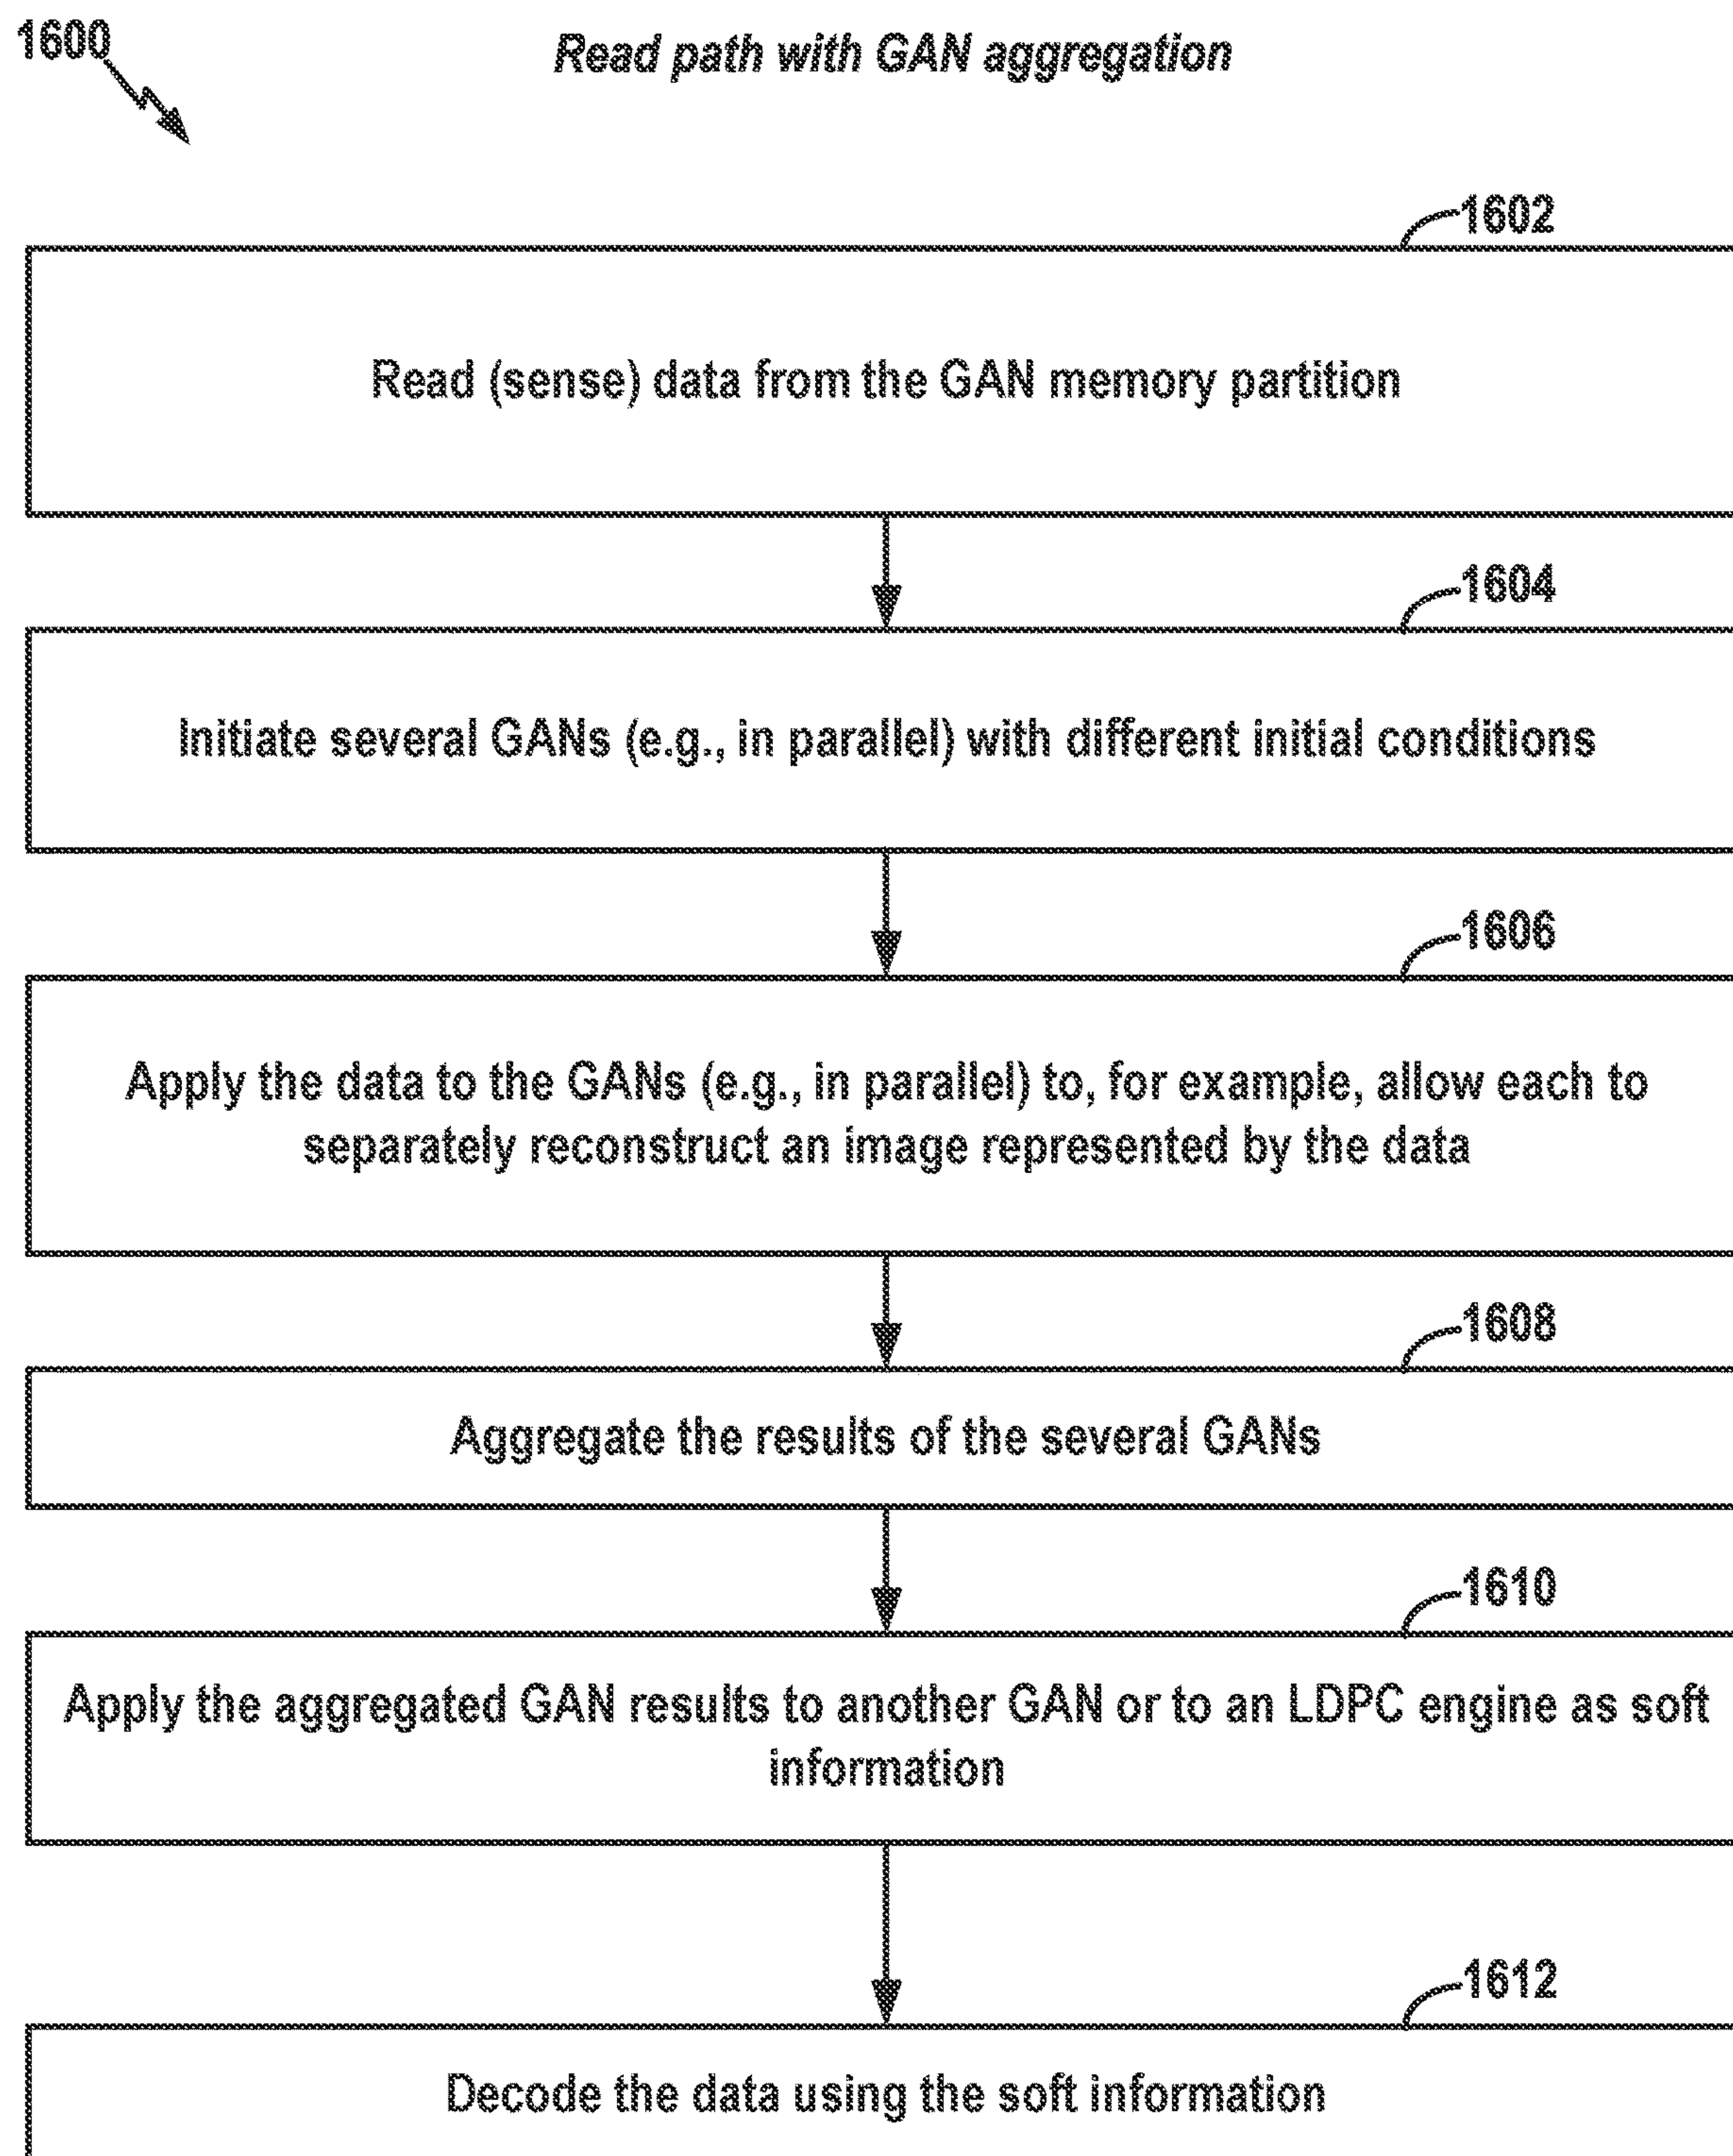 1600
Read path with GAN aggregation
1602
Read (sense) data from the GAN memory partition
1604
Initiate several GANs (e.g., in parallel) with different initial conditions
1606
Apply the data to the GANs (e.g., in parallel) to, for example, allow each to
separately reconstruct an image represented by the data
1608
Aggregate the results of the several GANs
1610
Apply the aggregated GAN results to another GAN or to an LDPC engine as soft
information
1612
Decode the data using the soft information